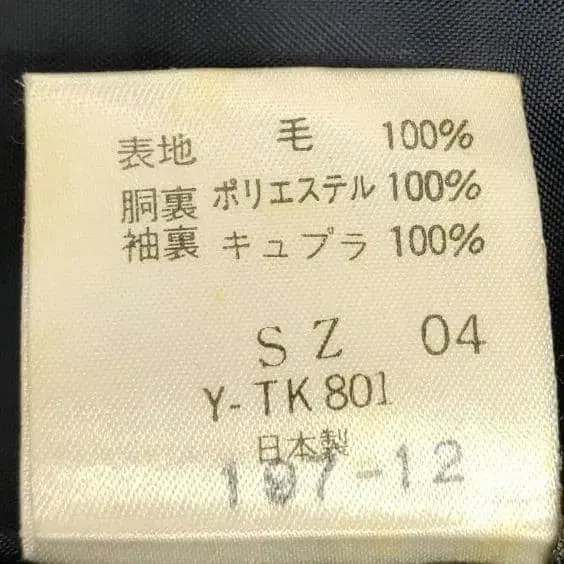 表地 毛 100%
胴裏 ポリエステル 100%
袖裏 キュプラ 100%
SZ 04
Y-TK801
日本製
197-12